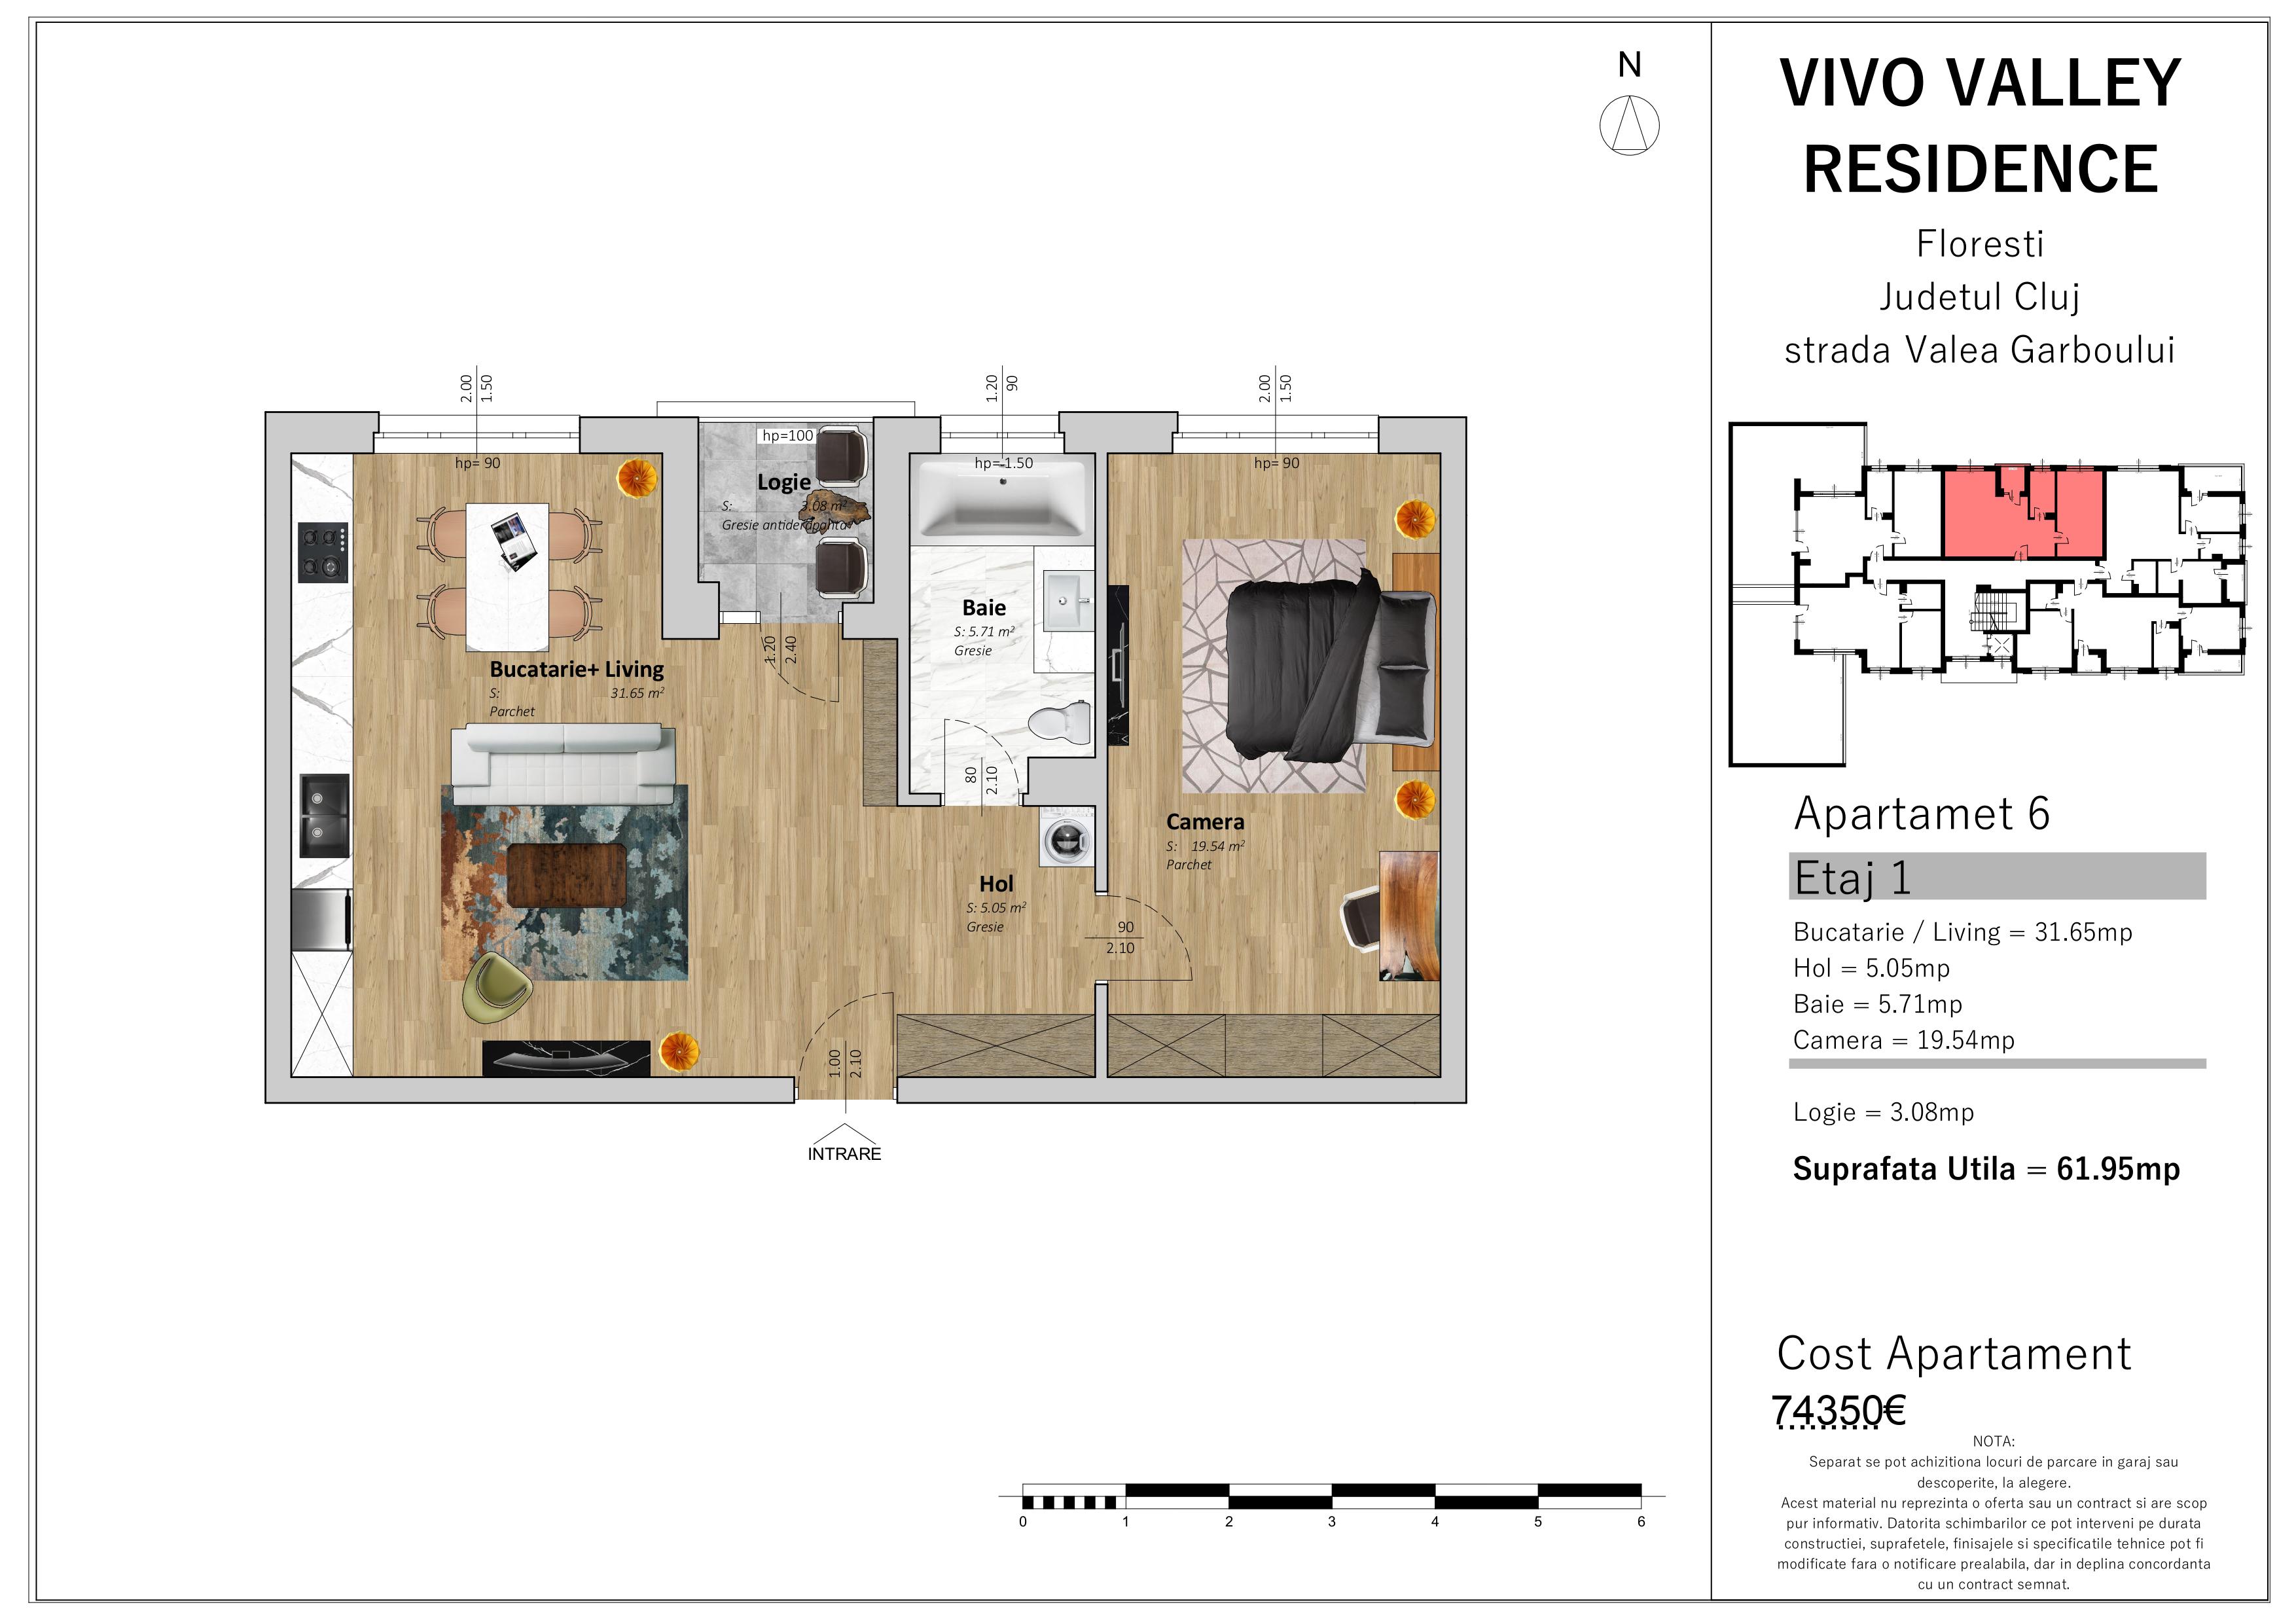 N
VIVO VALLEY
RESIDENCE
Floresti
Judetul Cluj
strada Valea Garboului
2.00
1.50
hp= 90
1.20
90
hp= 1.50
2.00
1.50
hp= 90
hp=100
Logie
S: 3.08 m²
Gresie antiderapanta
Baie
S: 5.71 m²
Gresie
1.20
2.40
Bucatarie+ Living
S: 31.65 m²
Parchet
80
2.10
Camera
S: 19.54 m²
Parchet
Hol
S: 5.05 m²
Gresie
90
2.10
1.00
2.10
INTRARE
Apartamet 6
Etaj 1
Bucatarie / Living = 31.65mp
Hol = 5.05mp
Baie = 5.71mp
Camera = 19.54mp
Logie = 3.08mp
Suprafata Utila = 61.95mp
Cost Apartament
74350€
..........
NOTA:
Separat se pot achizitiona locuri de parcare in garaj sau
descoperite, la alegere.
Acest material nu reprezinta o oferta sau un contract si are scop
pur informativ. Datorita schimbarilor ce pot interveni pe durata
constructiei, suprafetele, finisajele si specificatile tehnice pot fi
modificate fara o notificare prealabila, dar in deplina concordanta
cu un contract semnat.
0 1 2 3 4 5 6